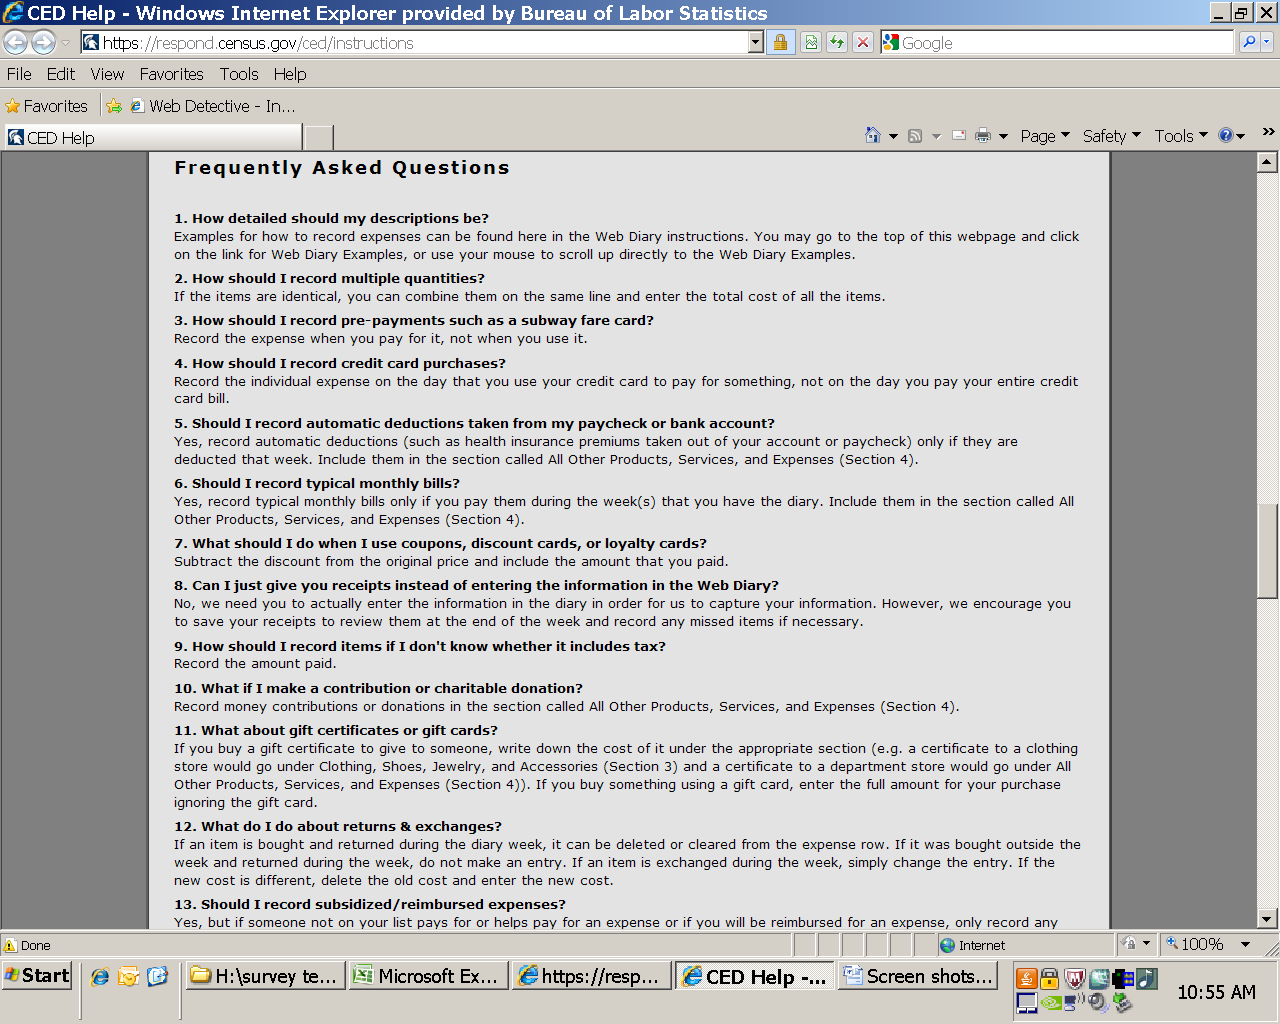 CED Help - Windows Internet Explorer provided by Bureau of Labor Statistics
https://respond.census.gov/ced/instructions
Google
File Edit View Favorites Tools Help
Favorites Web Detective - In...
CED Help
Page Safety Tools »
Frequently Asked Questions
1. How detailed should my descriptions be?
Examples for how to record expenses can be found here in the Web Diary instructions. You may go to the top of this webpage and click
on the link for Web Diary Examples, or use your mouse to scroll up directly to the Web Diary Examples.
2. How should I record multiple quantities?
If the items are identical, you can combine them on the same line and enter the total cost of all the items.
3. How should I record pre-payments such as a subway fare card?
Record the expense when you pay for it, not when you use it.
4. How should I record credit card purchases?
Record the individual expense on the day that you use your credit card to pay for something, not on the day you pay your entire credit
card bill.
5. Should I record automatic deductions taken from my paycheck or bank account?
Yes, record automatic deductions (such as health insurance premiums taken out of your account or paycheck) only if they are
deducted that week. Include them in the section called All Other Products, Services, and Expenses (Section 4).
6. Should I record typical monthly bills?
Yes, record typical monthly bills only if you pay them during the week(s) that you have the diary. Include them in the section called All
Other Products, Services, and Expenses (Section 4).
7. What should I do when I use coupons, discount cards, or loyalty cards?
Subtract the discount from the original price and include the amount that you paid.
8. Can I just give you receipts instead of entering the information in the Web Diary?
No, we need you to actually enter the information in the diary in order for us to capture your information. However, we encourage you
to save your receipts to review them at the end of the week and record any missed items if necessary.
9. How should I record items if I don't know whether it includes tax?
Record the amount paid.
10. What if I make a contribution or charitable donation?
Record money contributions or donations in the section called All Other Products, Services, and Expenses (Section 4).
11. What about gift certificates or gift cards?
If you buy a gift certificate to give to someone, write down the cost of it under the appropriate section (e.g. a certificate to a clothing
store would go under Clothing, Shoes, Jewelry, and Accessories (Section 3) and a certificate to a department store would go under All
Other Products, Services, and Expenses (Section 4)). If you buy something using a gift card, enter the full amount for your purchase
ignoring the gift card.
12. What do I do about returns & exchanges?
If an item is bought and returned during the diary week, it can be deleted or cleared from the expense row. If it was bought outside the
week and returned during the week, do not make an entry. If an item is exchanged during the week, simply change the entry. If the
new cost is different, delete the old cost and enter the new cost.
13. Should I record subsidized/reimbursed expenses?
Yes, but if someone not on your list pays for or helps pay for an expense or if you will be reimbursed for an expense, only record any
Done Internet 100%
Start H:\survey te... Microsoft Ex... https://resp... CED Help -... Screen shots... 10:55 AM